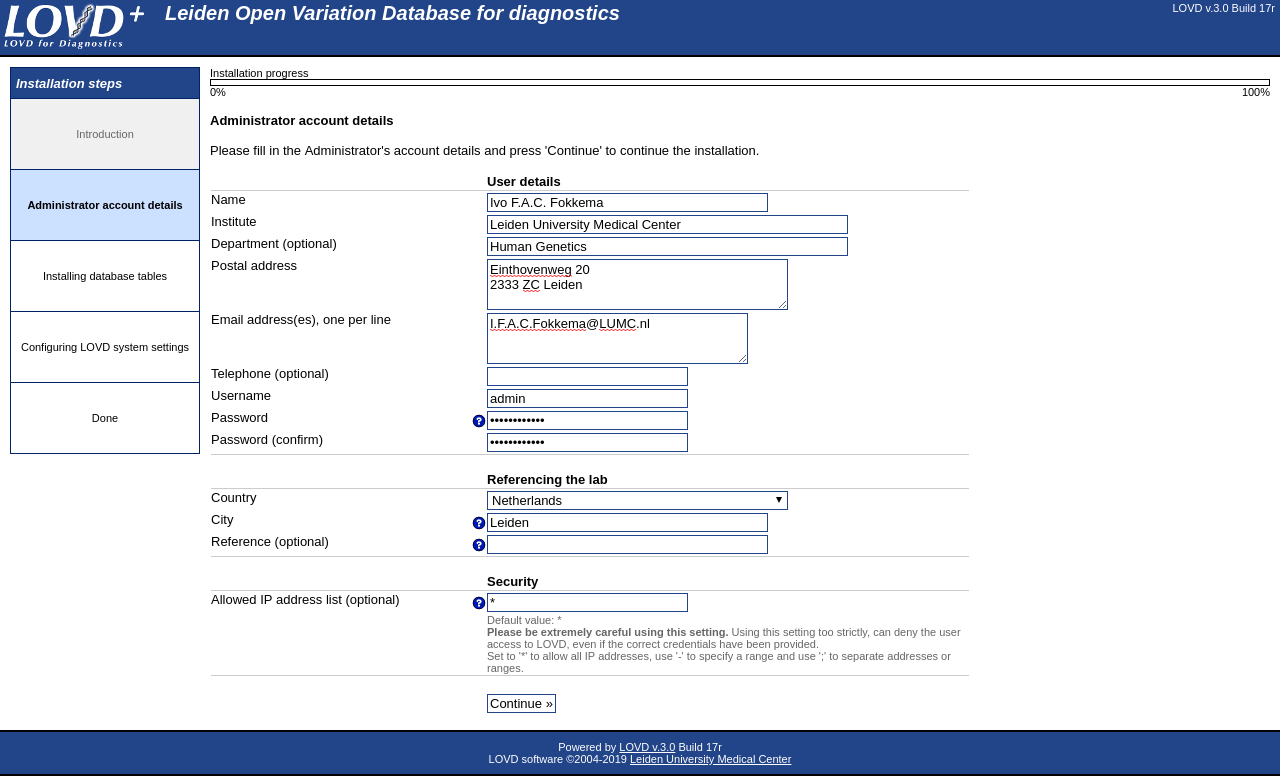 LOVD+
LOVD for Diagnostics
Leiden Open Variation Database for diagnostics
LOVD v.3.0 Build 17r
Installation steps
Introduction
Administrator account details
Installing database tables
Configuring LOVD system settings
Done
Installation progress
0% 100%
Administrator account details
Please fill in the Administrator's account details and press 'Continue' to continue the installation.
User details
Name Ivo F.A.C. Fokkema
Institute Leiden University Medical Center
Department (optional) Human Genetics
Postal address Einthovenweg 20
2333 ZC Leiden
Email address(es), one per line I.F.A.C.Fokkema@LUMC.nl
Telephone (optional)
Username admin
Password ? ••••••••••••
Password (confirm) ••••••••••••
Referencing the lab
Country Netherlands ▼
City ? Leiden
Reference (optional) ?
Security
Allowed IP address list (optional) ? *
Default value: *
Please be extremely careful using this setting. Using this setting too strictly, can deny the user
access to LOVD, even if the correct credentials have been provided.
Set to '*' to allow all IP addresses, use '-' to specify a range and use ';' to separate addresses or
ranges.
Continue »
Powered by LOVD v.3.0 Build 17r
LOVD software ©2004-2019 Leiden University Medical Center